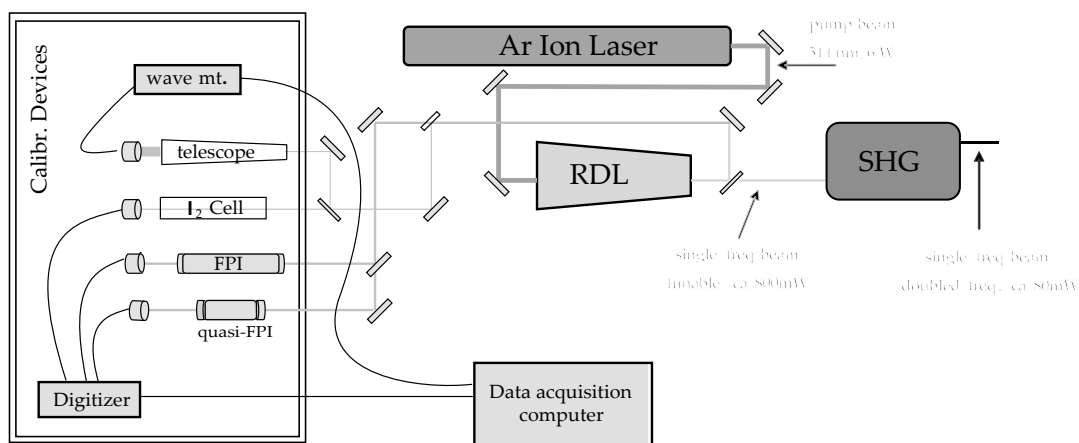 Calibr. Devices
wave mt.
telescope
I₂ Cell
FPI
quasi-FPI
Digitizer
Ar Ion Laser
pump beam
RDL
SHG
single freq beam
tunable, ca 800mW
single freq beam
doubled freq, ca 80mW
Data acquisition
computer